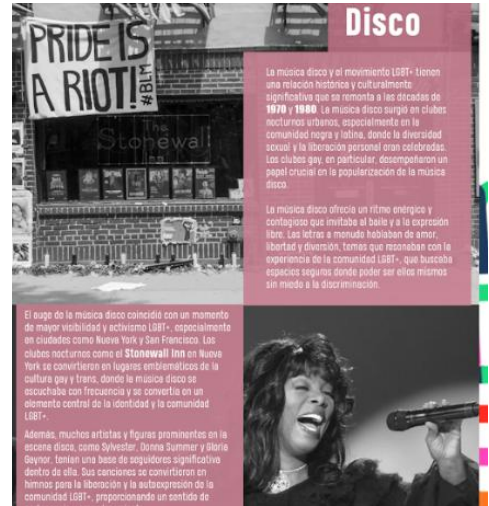 PRIDE IS
A RIOT!
#BLM
The
Stonewall
Inn
Disco
La música disco y el movimiento LGBT+ tienen
una relación histórica y culturalmente
significativa que se remonta a las décadas de
1970 y 1980. La música disco surgió en clubes
nocturnos urbanos, especialmente en la
comunidad negra y latina, donde la diversidad
sexual y la liberación personal eran celebradas.
Los clubes gay, en particular, desempeñaron un
papel crucial en la popularización de la música
disco.
La música disco ofrecía un ritmo enérgico y
contagioso que invitaba al baile y a la expresión
libre. Las letras a menudo hablaban de amor,
libertad y diversión, temas que resonaban con la
experiencia de la comunidad LGBT+, que buscaba
espacios seguros donde poder ser ellos mismos
sin miedo a la discriminación.
El auge de la música disco coincidió con un momento
de mayor visibilidad y activismo LGBT+, especialmente
en ciudades como Nueva York y San Francisco. Los
clubes nocturnos como el Stonewall Inn en Nueva
York se convirtieron en lugares emblemáticos de la
cultura gay y trans, donde la música disco se
escuchaba con frecuencia y se convertía en un
elemento central de la identidad y la comunidad
LGBT+.
Además, muchos artistas y figuras prominentes en la
escena disco, como Sylvester, Donna Summer y Gloria
Gaynor, tenían una base de seguidores significativa
dentro de ella. Sus canciones se convirtieron en
himnos para la liberación y la autoexpresión de la
comunidad LGBT+, proporcionando un sentido de